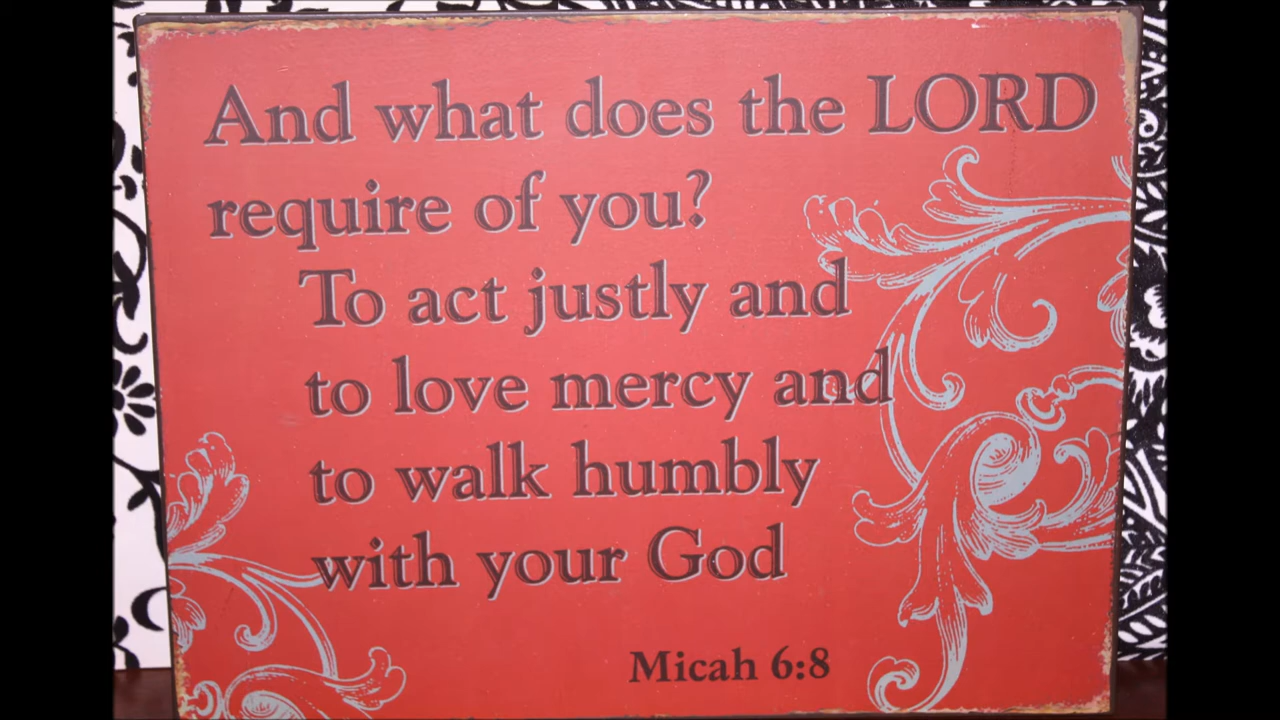 And what does the LORD
require of you?
To act justly and
to love mercy and
to walk humbly
with your God
Micah 6:8